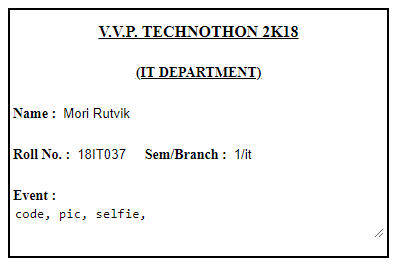 V.V.P. TECHNOTHON 2K18
(IT DEPARTMENT)
Name : Mori Rutvik
Roll No. : 18IT037 Sem/Branch : 1/it
Event :
code, pic, selfie,